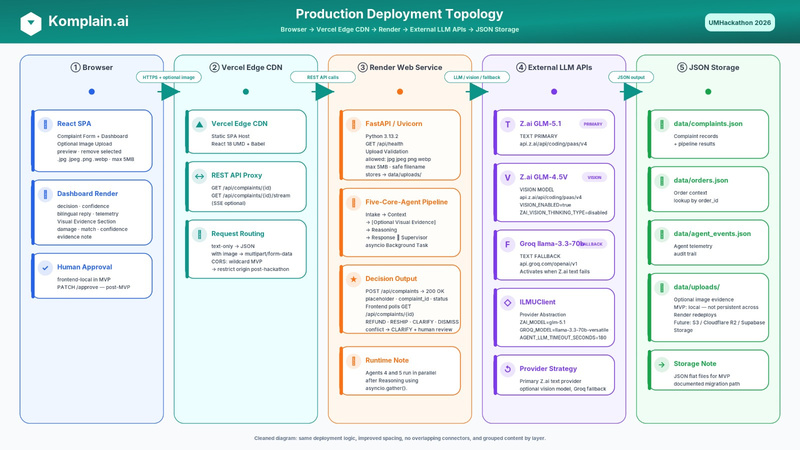 Komplain.ai
Production Deployment Topology
Browser → Vercel Edge CDN → Render → External LLM APIs → JSON Storage
UMHackathon 2026
① Browser
② Vercel Edge CDN
③ Render Web Service
④ External LLM APIs
⑤ JSON Storage
HTTPS + optional image
REST API calls
LLM / vision / fallback
JSON output
React SPA
Complaint Form + Dashboard
Optional Image Upload
preview · remove selected
.jpg .jpeg .png .webp · max 5MB
Dashboard Render
decision · confidence
bilingual reply · telemetry
Visual Evidence Section
damage · match · confidence
evidence note
Human Approval
frontend-local in MVP
PATCH /approve — post-MVP
Vercel Edge CDN
Static SPA Host
React 18 UMD + Babel
REST API Proxy
GET /api/complaints/{id}
GET /api/complaints/{id}/stream
(SSE optional)
Request Routing
text-only → JSON
with image → multipart/form-data
CORS: wildcard MVP
→ restrict origin post-hackathon
FastAPI / Uvicorn
Python 3.13.2
GET /api/health
Upload Validation
allowed: jpg jpeg png webp
max 5MB · safe filename
stores → data/uploads/
Five-Core-Agent Pipeline
Intake → Context
→ [Optional Visual Evidence]
→ Reasoning
→ Response ∥ Supervisor
asyncio Background Task
Decision Output
POST /api/complaints → 200 OK
placeholder · complaint_id · status
Frontend polls GET
/api/complaints/{id}
REFUND · RESHIP · CLARIFY · DISMISS
conflict → CLARIFY + human review
Runtime Note
Agents 4 and 5 run in parallel
after Reasoning using
asyncio.gather().
Z.ai GLM-5.1
PRIMARY
TEXT PRIMARY
api.z.ai/api/coding/paas/v4
Z.ai GLM-4.5V
VISION
VISION MODEL
api.z.ai/api/coding/paas/v4
VISION_ENABLED=true
ZAI_VISION_THINKING_TYPE=disabled
Groq llama-3.3-70b
TEXT FALLBACK
api.groq.com/openai/v1
Activates when Z.ai text fails
ILMUClient
Provider Abstraction
ZAI_MODEL=glm-5.1
GROQ_MODEL=llama-3.3-70b-versatile
AGENT_LLM_TIMEOUT_SECONDS=180
Provider Strategy
Primary Z.ai text provider
optional vision model, Groq fallback
data/complaints.json
Complaint records
+ pipeline results
data/orders.json
Order context
lookup by order_id
data/agent_events.json
Agent telemetry
audit trail
data/uploads/
Optional image evidence
MVP: local — not persistent across
Render redeploys
Future: S3 / Cloudflare R2 / Supabase
Storage
Storage Note
JSON flat files for MVP
documented migration path
Cleaned diagram: same deployment logic, improved spacing, no overlapping connectors, and grouped content by layer.